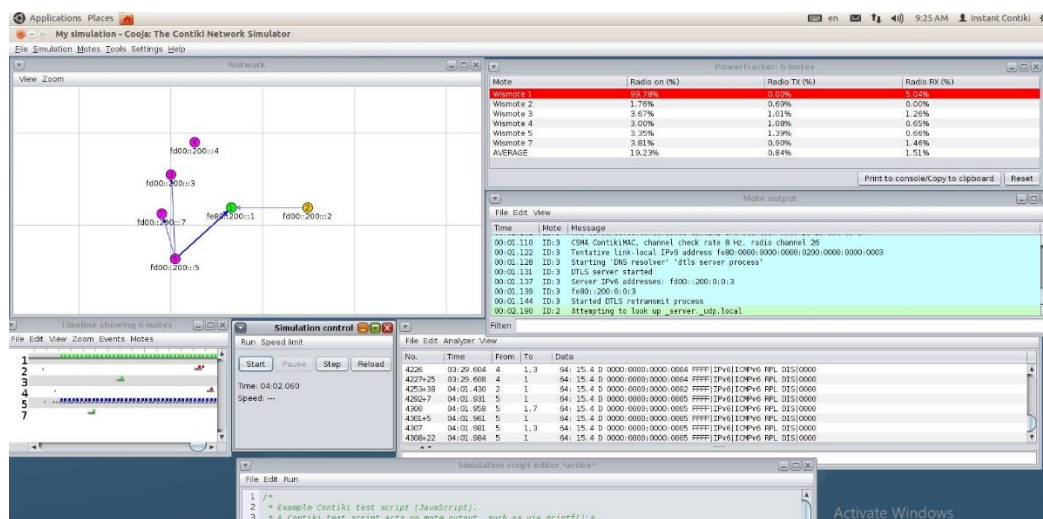 Applications Places
en 9:25 AM Instant Contiki
My simulation - Cooja: The Contiki Network Simulator
File Simulation Motes Tools Settings Help
Network
View Zoom
4
fd00::200:::4
fd00::200:::3
1
fe80::200:::1
2
fd00::200:::2
fd00::200:::7
fd00::200:::5
PowerTracker: 6 motes
Mote Radio on (%) Radio TX (%) Radio RX (%)
Wismote 1 99.78% 0.00% 5.04%
Wismote 2 1.76% 0.69% 0.00%
Wismote 3 3.67% 1.01% 1.26%
Wismote 4 3.00% 1.08% 0.65%
Wismote 5 3.35% 1.39% 0.66%
Wismote 7 3.81% 0.90% 1.46%
AVERAGE 19.23% 0.84% 1.51%
Print to console/Copy to clipboard Reset
Mote output
File Edit View
Time Mote Message
00:01.110 ID:3 CSMA ContikiMAC, channel check rate 8 Hz, radio channel 26
00:01.122 ID:3 Tentative link-local IPv6 address fe80:0000:0000:0000:0200:0000:0000:0003
00:01.128 ID:3 Starting 'DNS resolver' 'dtls server process'
00:01.131 ID:3 DTLS server started
00:01.137 ID:3 Server IPv6 addresses: fd00::200:0:0:3
00:01.139 ID:3 fe80::200:0:0:3
00:01.144 ID:3 Started DTLS retransmit process
00:02.190 ID:2 Attempting to look up _server._udp.local
Filter:
Timeline showing 6 motes
File Edit View Zoom Events Motes
1
2
3
4
5
7
Simulation control
Run Speed limit
Start Pause Step Reload
Time: 04:02.060
Speed: ---
File Edit Analyzer View
No. Time From To Data
4226 03:29.604 4 1,3 64: 15.4 D 0000:0000:0000:0004 FFFF|IPv6|ICMPv6 RPL DIS|0000
4227+25 03:29.608 4 1 64: 15.4 D 0000:0000:0000:0004 FFFF|IPv6|ICMPv6 RPL DIS|0000
4253+38 04:01.430 2 1 64: 15.4 D 0000:0000:0000:0002 FFFF|IPv6|ICMPv6 RPL DIS|0000
4292+7 04:01.931 5 1 64: 15.4 D 0000:0000:0000:0005 FFFF|IPv6|ICMPv6 RPL DIS|0000
4300 04:01.958 5 1,7 64: 15.4 D 0000:0000:0000:0005 FFFF|IPv6|ICMPv6 RPL DIS|0000
4301+5 04:01.961 5 1 64: 15.4 D 0000:0000:0000:0005 FFFF|IPv6|ICMPv6 RPL DIS|0000
4307 04:01.981 5 1,3 64: 15.4 D 0000:0000:0000:0005 FFFF|IPv6|ICMPv6 RPL DIS|0000
4308+22 04:01.984 5 1 64: 15.4 D 0000:0000:0000:0005 FFFF|IPv6|ICMPv6 RPL DIS|0000
Simulation script editor *active*
File Edit Run
1 /*
2 * Example Contiki test script (JavaScript).
3 * A Contiki test script acts on mote output, such as via printf()'s.
Activate Windows